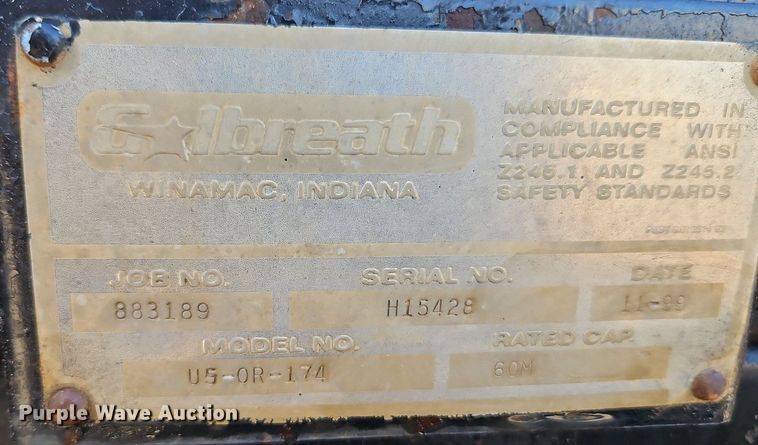 Galbreath
WINAMAC, INDIANA
MANUFACTURED IN
COMPLIANCE WITH
APPLICABLE ANSI
Z245.1. AND Z245.2
SAFETY STANDARDS
JOB NO. SERIAL NO. DATE
883189 H15428 11-99
MODEL NO. RATED CAP.
U5-OR-174 60M
Purple Wave Auction